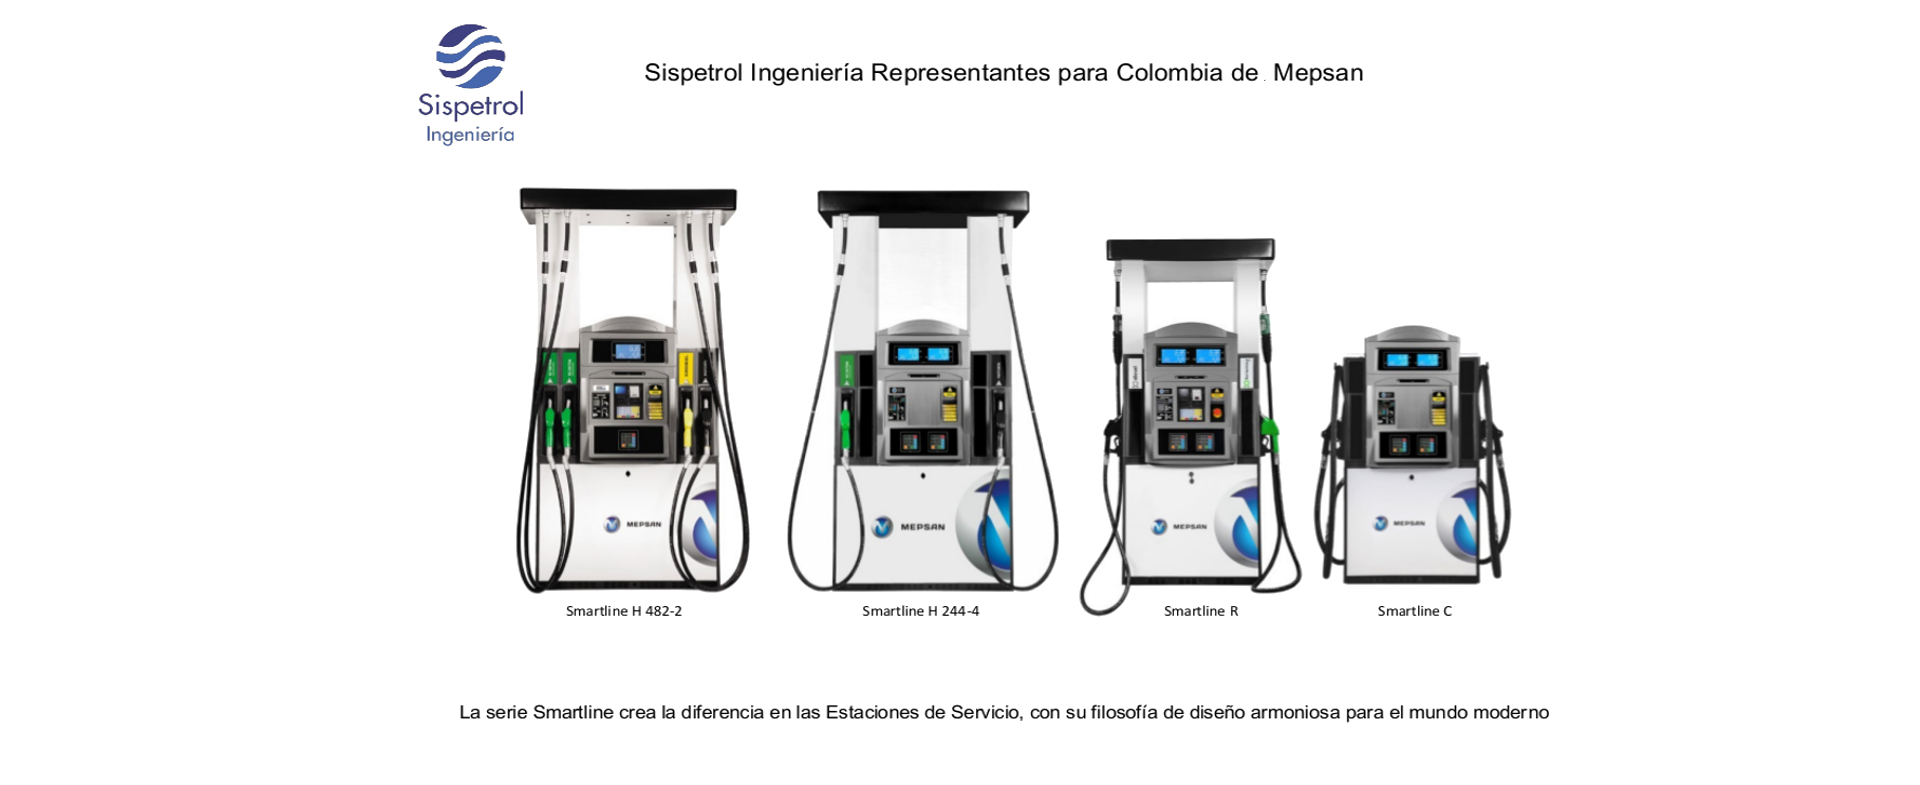 Sispetrol
Ingeniería
Sispetrol Ingeniería Representantes para Colombia de . Mepsan
MEPSAN
MEPSAN
MEPSAN
MEPSAN
Smartline H 482-2
Smartline H 244-4
Smartline R
Smartline C
La serie Smartline crea la diferencia en las Estaciones de Servicio, con su filosofía de diseño armoniosa para el mundo moderno